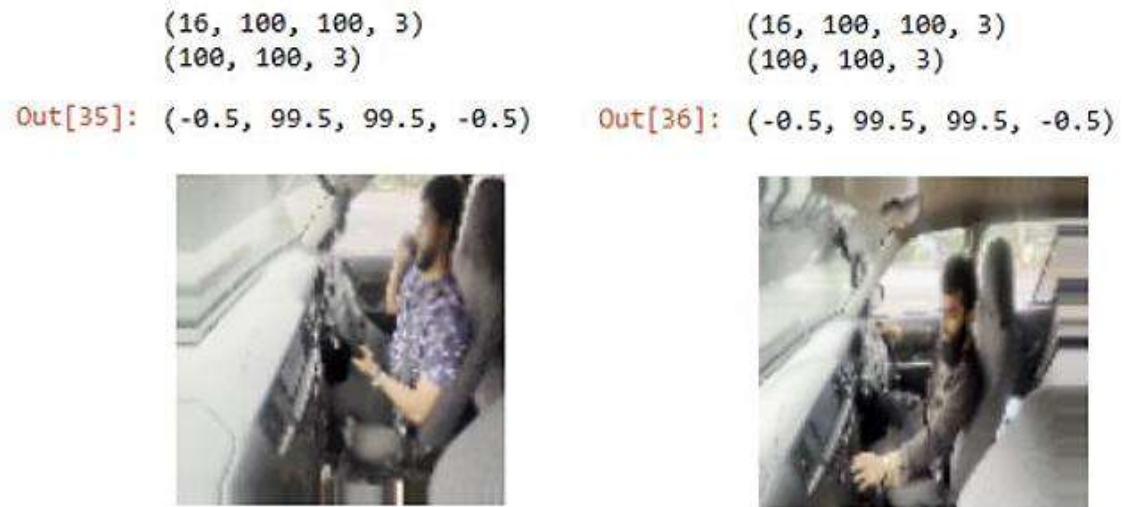 (16, 100, 100, 3)
(100, 100, 3)
Out[35]: (-0.5, 99.5, 99.5, -0.5)
(16, 100, 100, 3)
(100, 100, 3)
Out[36]: (-0.5, 99.5, 99.5, -0.5)